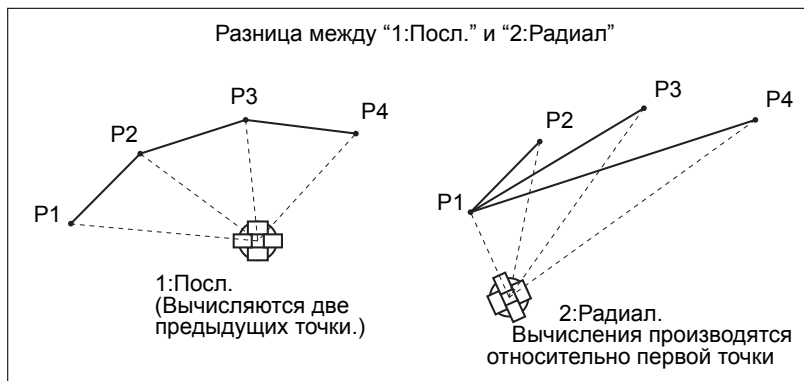 Разница между “1:Посл.” и “2:Радиал”
P1
P2
P3
P4
1:Посл.
(Вычисляются две
предыдущих точки.)
P1
P2
P3
P4
2:Радиал.
Вычисления производятся
относительно первой точки